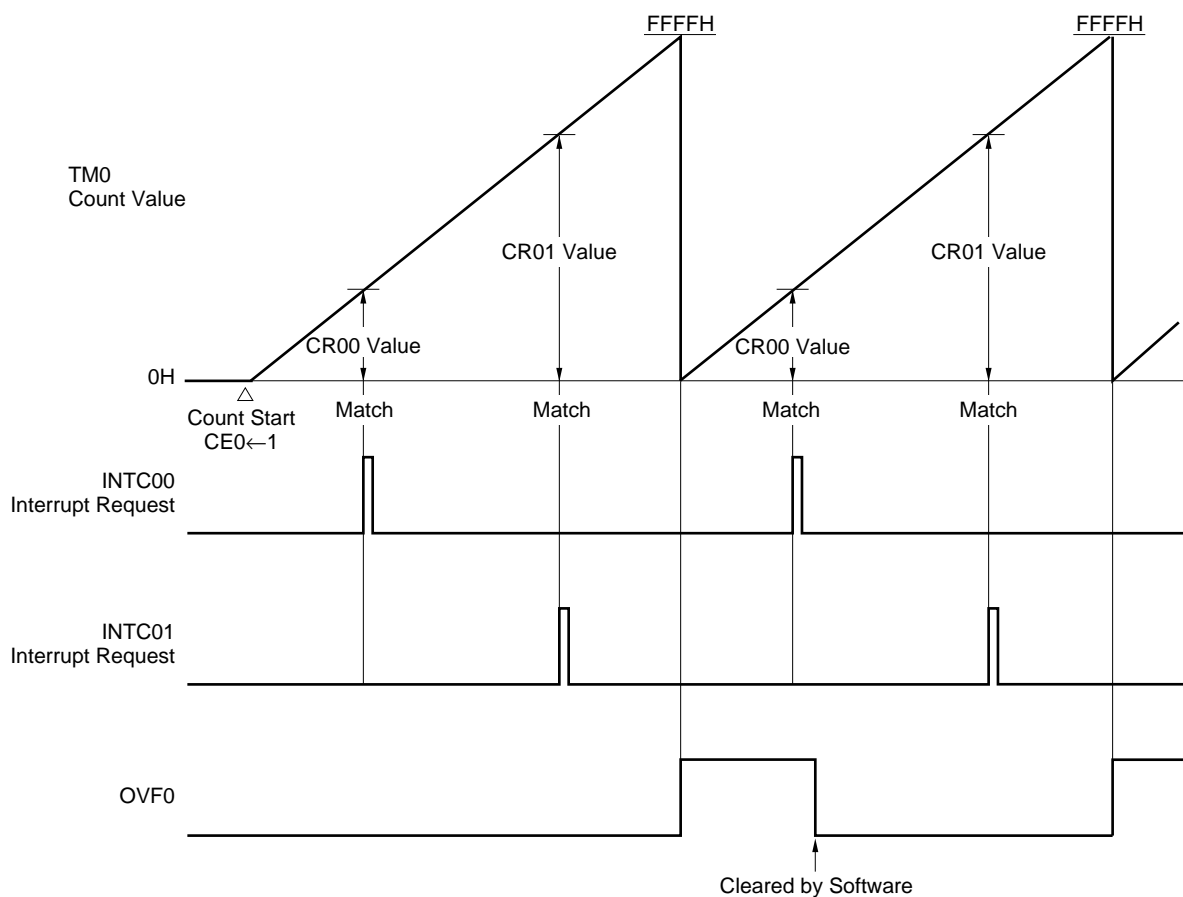 FFFFH
FFFFH
TM0
Count Value
CR01 Value
CR01 Value
CR00 Value
CR00 Value
0H
Count Start
CE0←1
Match
Match
Match
Match
INTC00
Interrupt Request
INTC01
Interrupt Request
OVF0
Cleared by Software